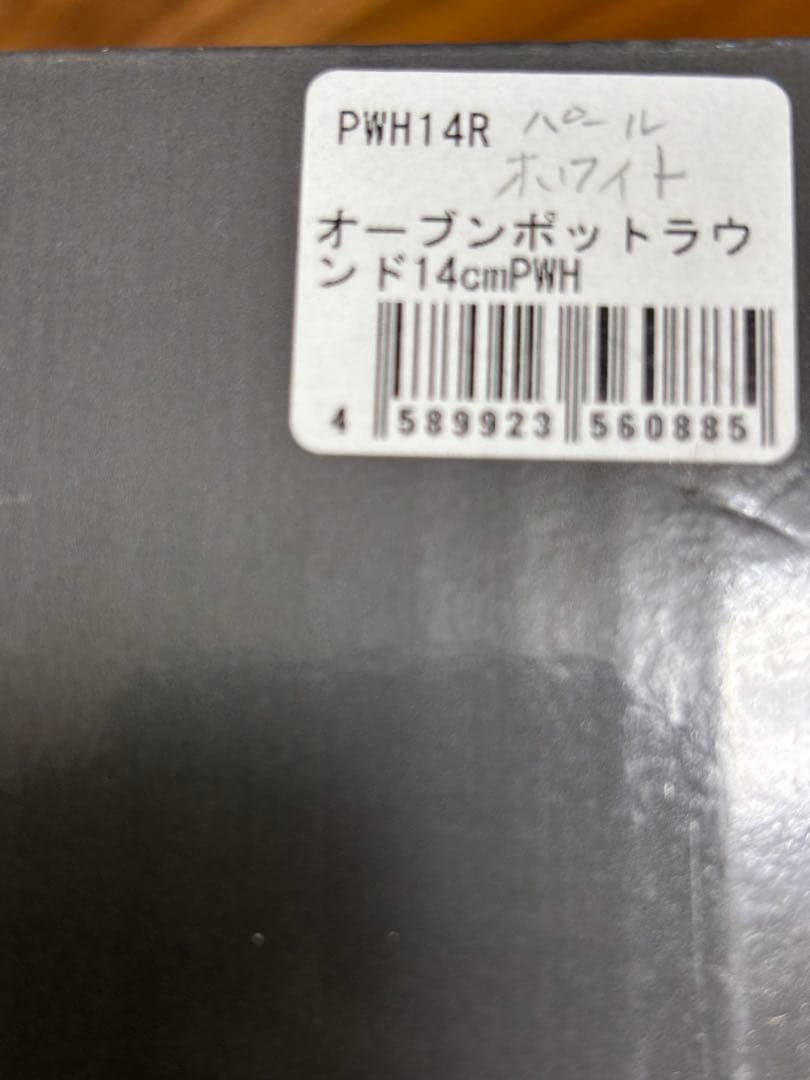 PWH14R パール
ホワイト
オーブンポットラウ
ンド14cmPWH
4 589923 560885